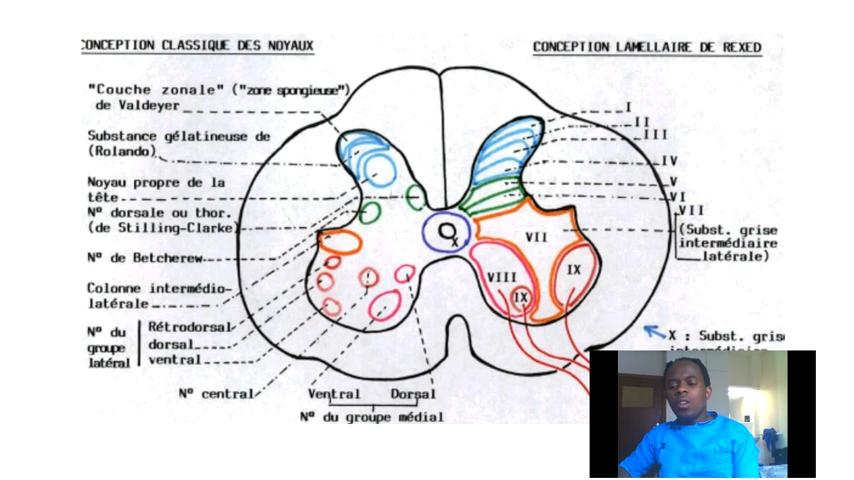 CONCEPTION CLASSIQUE DES NOYAUX
"Couche zonale" ("zone spongieuse")
de Valdeyer
Substance gélatineuse de
(Rolando)
Noyau propre de la
tête
Nº dorsale ou thor.
(de Stilling-Clarke)
Nº de Betcherew
Colonne intermédio-
latérale
Nº du
groupe
latéral
Rétrodorsal
dorsal
ventral
Nº central
Ventral Dorsal
Nº du groupe médial
CONCEPTION LAMELLAIRE DE REXED
I
II
III
IV
V
VI
VII
(Subst. grise
intermédiaire
latérale)
VII
VIII
IX
IX
X
X : Subst. grise